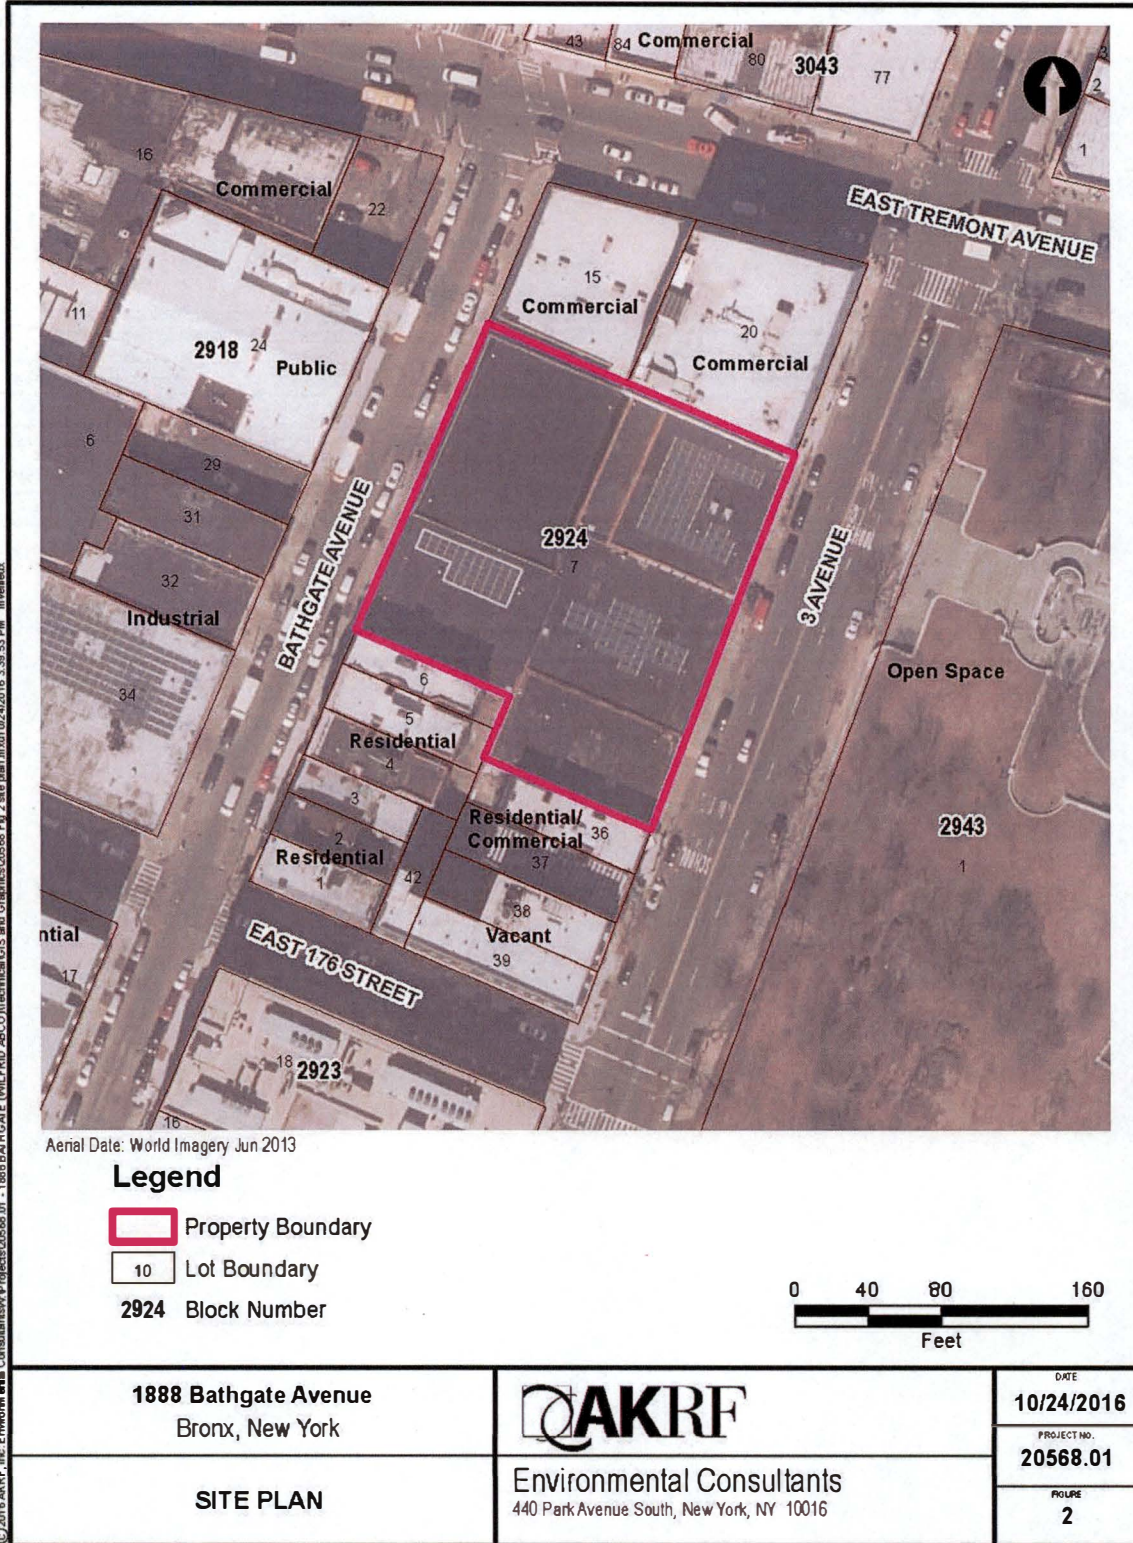 43
84
Commercial
80
3043
77
3
2
1
16
Commercial
22
EAST TREMONT AVENUE
15
Commercial
20
Commercial
11
2918
24
Public
6
29
31
32
Industrial
34
BATHGATE AVENUE
2924
7
3 AVENUE
Open Space
6
5
Residential
4
3
2
Residential
1
42
Residential/
Commercial
36
37
38
Vacant
39
2943
1
ntial
17
EAST 176 STREET
18
2923
16
Aerial Date: World Imagery Jun 2013
Legend
Property Boundary
10 Lot Boundary
2924 Block Number
0 40 80 160
Feet
1888 Bathgate Avenue
Bronx, New York
SITE PLAN
AKRF
Environmental Consultants
440 Park Avenue South, New York, NY 10016
DATE
10/24/2016
PROJECT NO.
20568.01
FIGURE
2